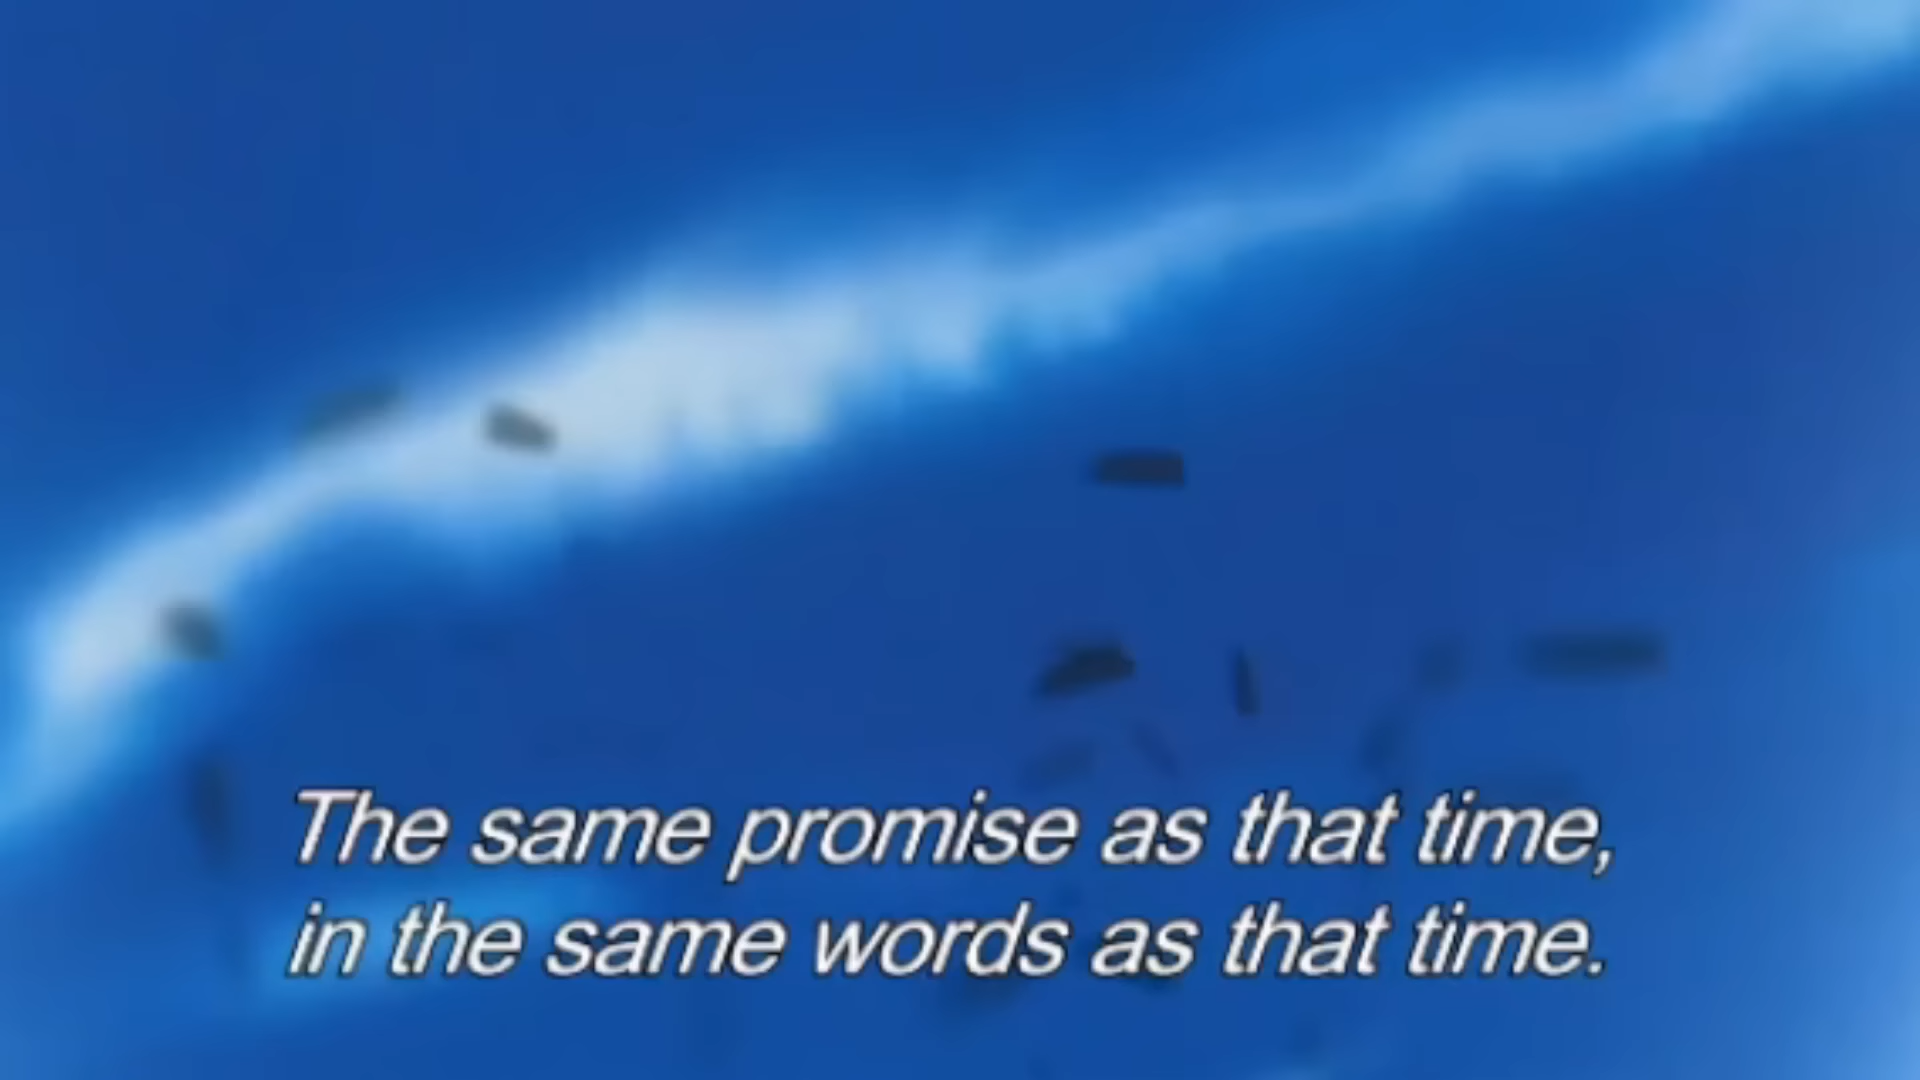 The same promise as that time,
in the same words as that time.